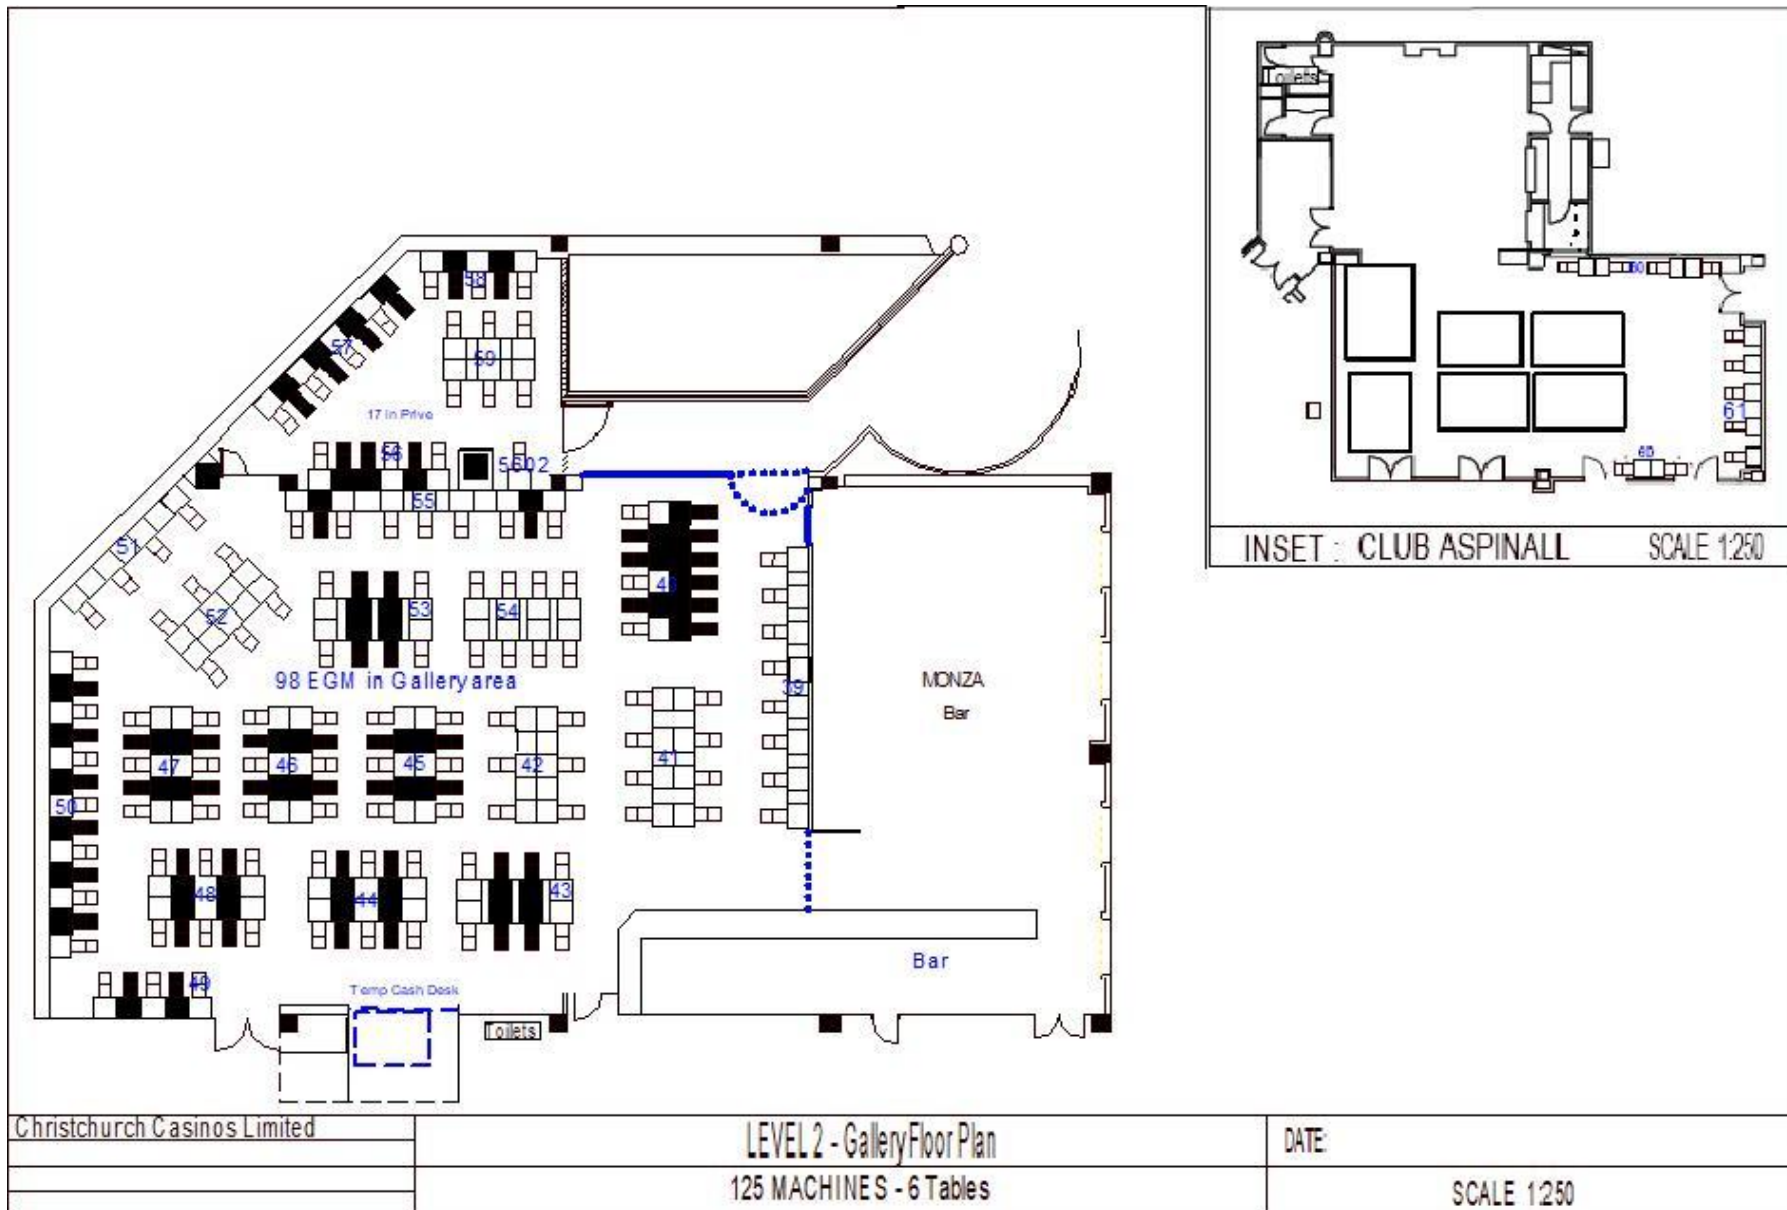 Toilets
60
61
60
INSET : CLUB ASPINALL SCALE 1:250
58
57
59
17 in Prive
56
5602
55
51
52
53
54
98 EGM in Gallery area
39
MONZA
Bar
47
46
45
42
41
50
48
44
43
49
Bar
Temp Cash Desk
Toilets
Christchurch Casinos Limited
LEVEL 2 - Gallery Floor Plan
DATE:
125 MACHINES - 6 Tables
SCALE 1:250